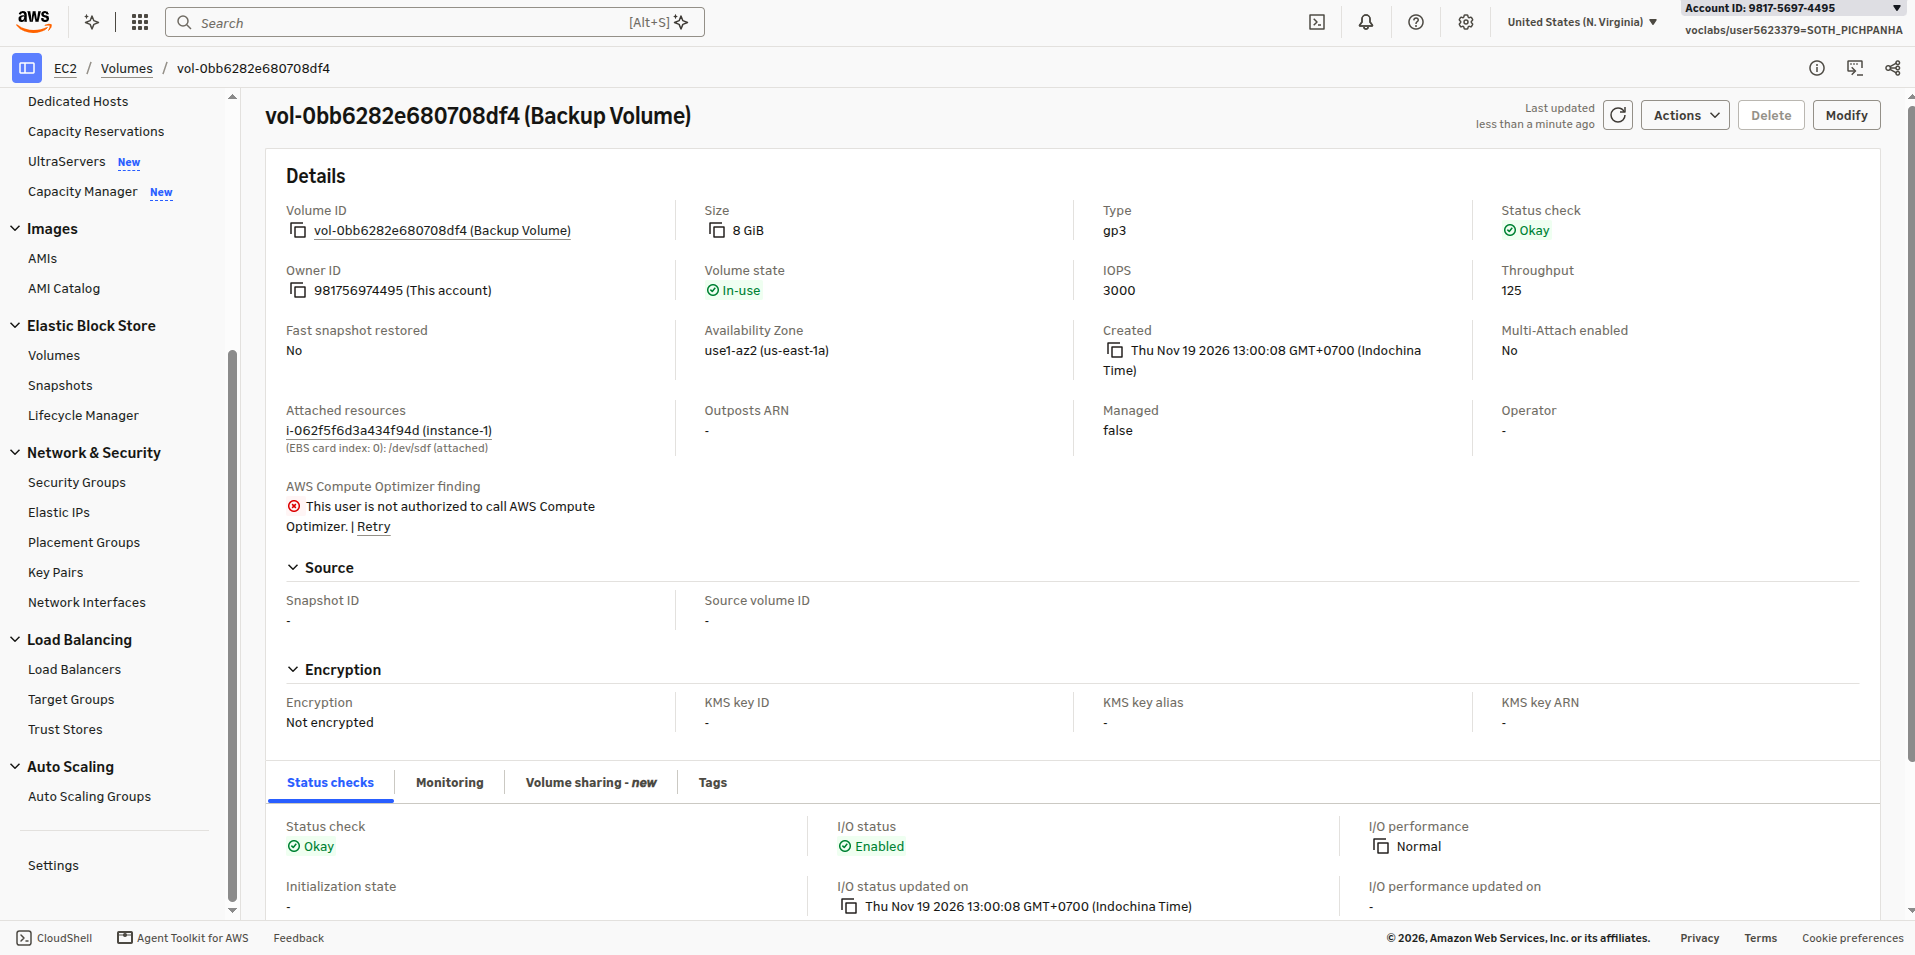 aws
Search
[Alt+S]
United States (N. Virginia)
Account ID: 9817-5697-4495
voclabs/user5623379=SOTH_PICHPANHA
EC2 / Volumes / vol-0bb6282e680708df4
Dedicated Hosts
Capacity Reservations
UltraServers New
Capacity Manager New
Images
AMIs
AMI Catalog
Elastic Block Store
Volumes
Snapshots
Lifecycle Manager
Network & Security
Security Groups
Elastic IPs
Placement Groups
Key Pairs
Network Interfaces
Load Balancing
Load Balancers
Target Groups
Trust Stores
Auto Scaling
Auto Scaling Groups
Settings
vol-0bb6282e680708df4 (Backup Volume)
Last updated
less than a minute ago
Actions
Delete
Modify
Details
Volume ID
vol-0bb6282e680708df4 (Backup Volume)
Size
8 GiB
Type
gp3
Status check
Okay
Owner ID
981756974495 (This account)
Volume state
In-use
IOPS
3000
Throughput
125
Fast snapshot restored
No
Availability Zone
use1-az2 (us-east-1a)
Created
Thu Nov 19 2026 13:00:08 GMT+0700 (Indochina
Time)
Multi-Attach enabled
No
Attached resources
i-062f5f6d3a434f94d (instance-1)
(EBS card index: 0): /dev/sdf (attached)
Outposts ARN
-
Managed
false
Operator
-
AWS Compute Optimizer finding
This user is not authorized to call AWS Compute
Optimizer. | Retry
Source
Snapshot ID
-
Source volume ID
-
Encryption
Encryption
Not encrypted
KMS key ID
-
KMS key alias
-
KMS key ARN
-
Status checks
Monitoring
Volume sharing - new
Tags
Status check
Okay
I/O status
Enabled
I/O performance
Normal
Initialization state
-
I/O status updated on
Thu Nov 19 2026 13:00:08 GMT+0700 (Indochina Time)
I/O performance updated on
-
CloudShell
Agent Toolkit for AWS
Feedback
© 2026, Amazon Web Services, Inc. or its affiliates.
Privacy
Terms
Cookie preferences